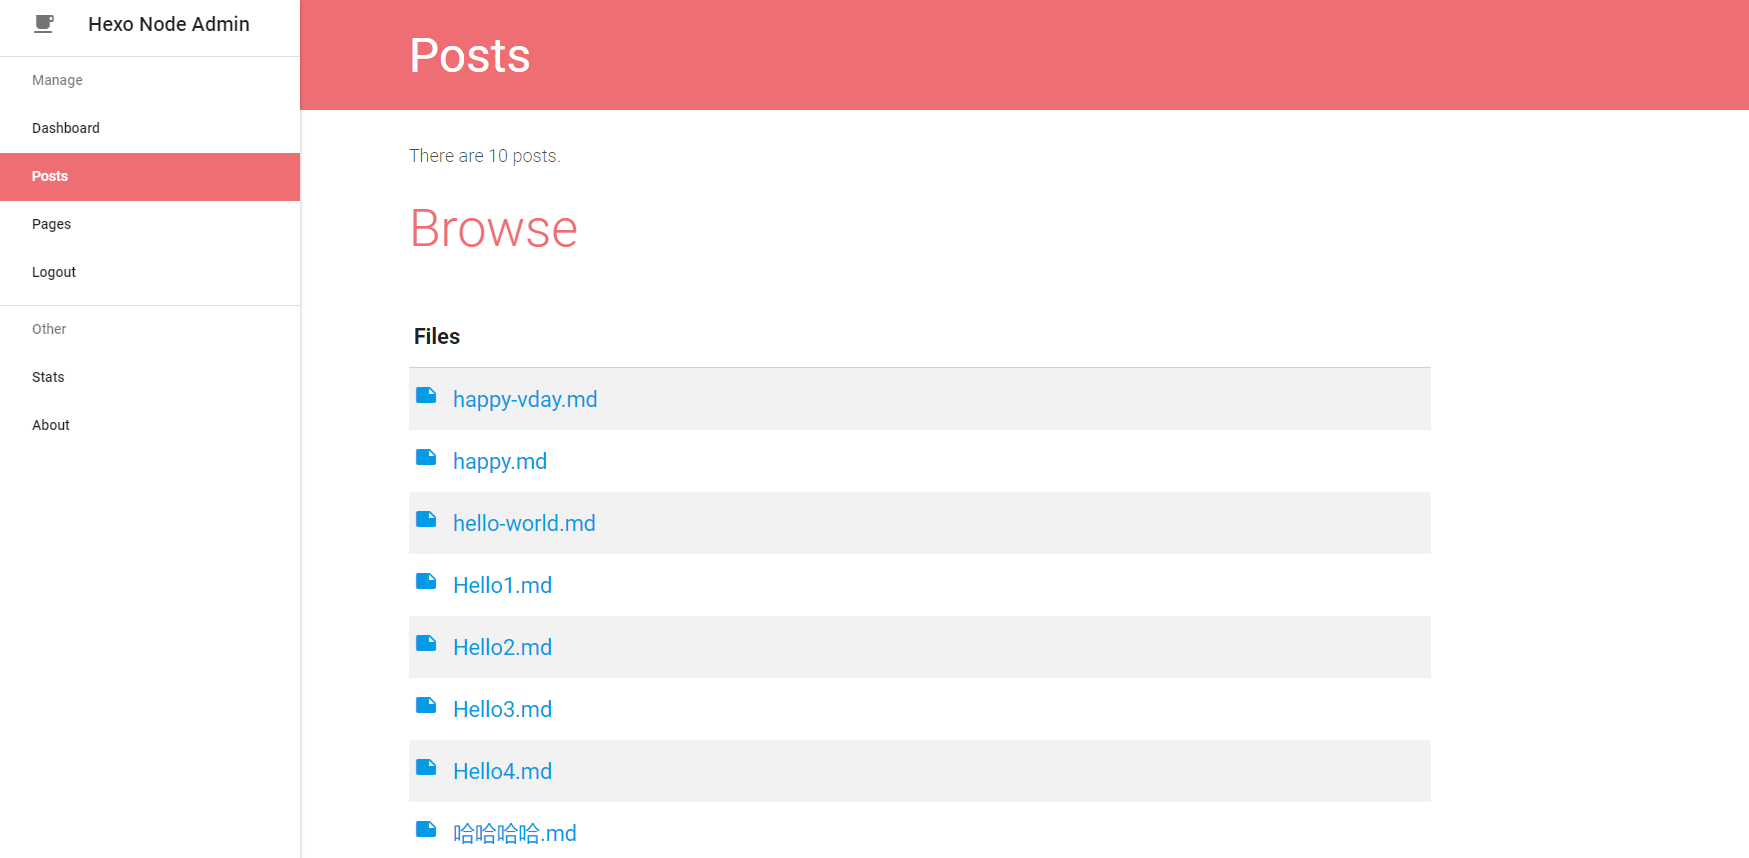 Hexo Node Admin
Manage
Dashboard
Posts
Pages
Logout
Other
Stats
About
Posts
There are 10 posts.
Browse
Files
happy-vday.md
happy.md
hello-world.md
Hello1.md
Hello2.md
Hello3.md
Hello4.md
哈哈哈哈.md